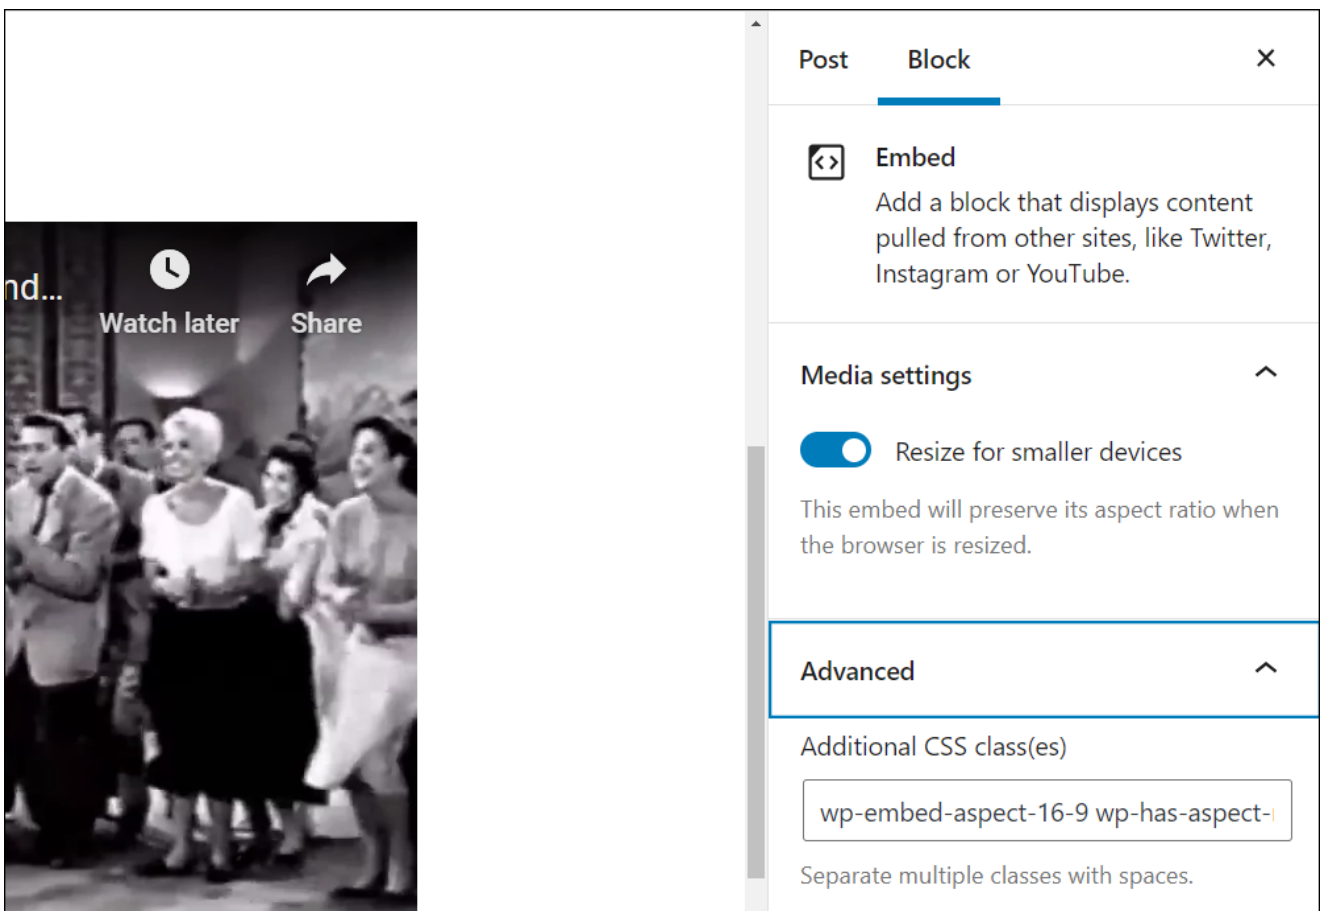 Post Block
Embed
Add a block that displays content
pulled from other sites, like Twitter,
Instagram or YouTube.
nd...
Watch later Share
Media settings
Resize for smaller devices
This embed will preserve its aspect ratio when
the browser is resized.
Advanced
Additional CSS class(es)
wp-embed-aspect-16-9 wp-has-aspect-
Separate multiple classes with spaces.